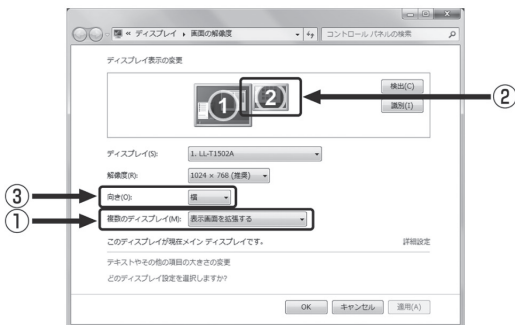 « ディスプレイ ▸ 画面の解像度
コントロール パネルの検索
ディスプレイ表示の変更
1
2
検出(C)
識別(I)
②
ディスプレイ(S):
1. LL-T1502A
解像度(R):
1024 × 768 (推奨)
③
向き(O):
横
①
複数のディスプレイ(M):
表示画面を拡張する
このディスプレイが現在メイン ディスプレイです。
詳細設定
テキストやその他の項目の大きさの変更
どのディスプレイ設定を選択しますか?
OK
キャンセル
適用(A)